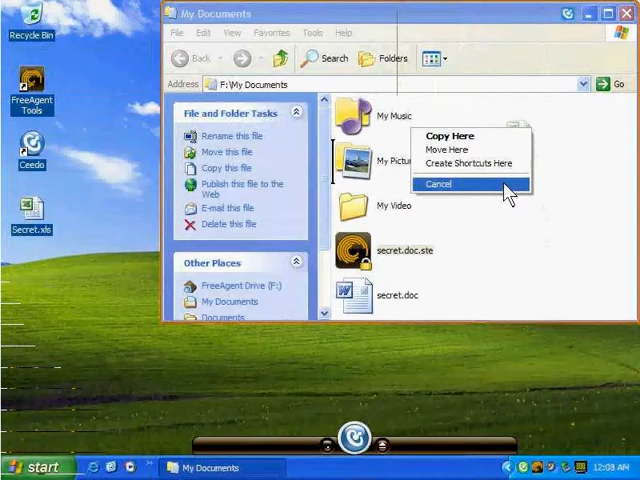 My Documents
File Edit View Favorites Tools Help
Back Search Folders
Address F:\My Documents Go
Recycle Bin
FreeAgent
Tools
Ceedo
Secret.xls
File and Folder Tasks
Rename this file
Move this file
Copy this file
Publish this file to the
Web
E-mail this file
Delete this file
Other Places
FreeAgent Drive (F:)
My Documents
Documents
My Music
My Pictur
My Video
secret.doc.ste
secret.doc
Copy Here
Move Here
Create Shortcuts Here
Cancel
start
My Documents
12:08 AM